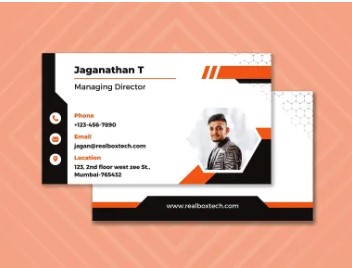 Jaganathan T
Managing Director
Phone
+123-456-7890
Email
jagan@realboxtech.com
Location
123, 2nd floor west zee St.,
Mumbai-765432
www.realboxtech.com